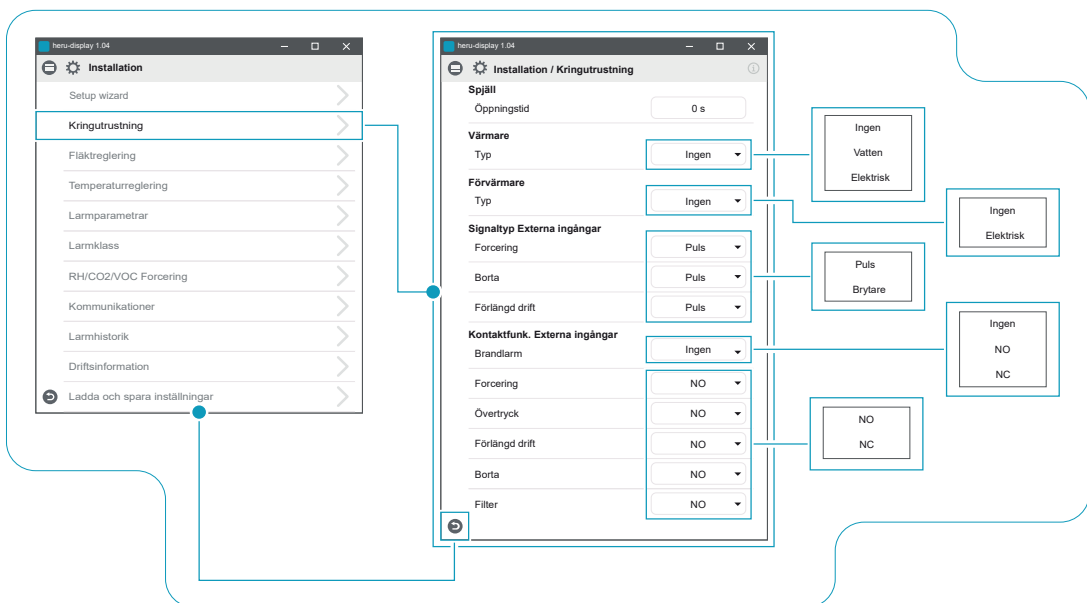 heru-display 1.04
Installation
Setup wizard
Kringutrustning
Fläktreglering
Temperaturreglering
Larmparametrar
Larmklass
RH/CO2/VOC Forcering
Kommunikationer
Larmhistorik
Driftsinformation
Ladda och spara inställningar
heru-display 1.04
Installation / Kringutrustning
Spjäll
Öppningstid 0 s
Värmare
Typ Ingen
Förvärmare
Typ Ingen
Signaltyp Externa ingångar
Forcering Puls
Borta Puls
Förlängd drift Puls
Kontaktfunk. Externa ingångar
Brandlarm Ingen
Forcering NO
Övertryck NO
Förlängd drift NO
Borta NO
Filter NO
Ingen
Vatten
Elektrisk
Ingen
Elektrisk
Puls
Brytare
Ingen
NO
NC
NO
NC